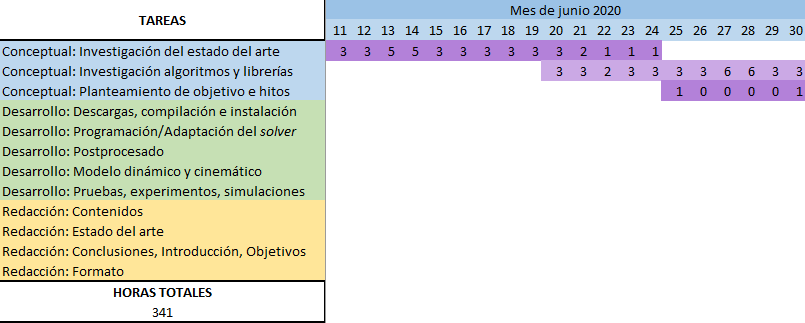 TAREAS
Mes de junio 2020
11 12 13 14 15 16 17 18 19 20 21 22 23 24 25 26 27 28 29 30
Conceptual: Investigación del estado del arte 3 3 5 5 3 3 3 3 3 3 2 1 1 1
Conceptual: Investigación algoritmos y librerías 3 3 2 3 3 3 3 6 6 3 3
Conceptual: Planteamiento de objetivo e hitos 1 0 0 0 0 1
Desarrollo: Descargas, compilación e instalación
Desarrollo: Programación/Adaptación del solver
Desarrollo: Postprocesado
Desarrollo: Modelo dinámico y cinemático
Desarrollo: Pruebas, experimentos, simulaciones
Redacción: Contenidos
Redacción: Estado del arte
Redacción: Conclusiones, Introducción, Objetivos
Redacción: Formato
HORAS TOTALES
341